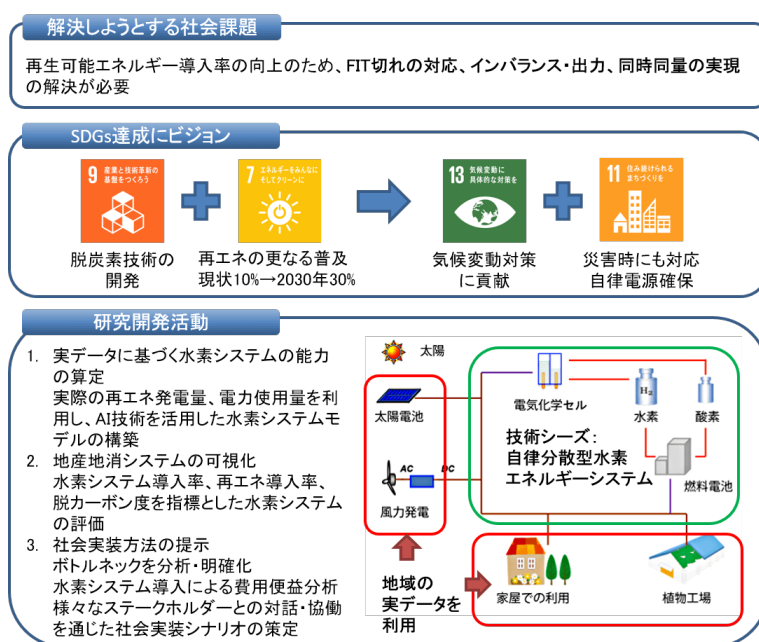 解決しようとする社会課題
再生可能エネルギー導入率の向上のため、FIT切れの対応、インバランス・出力、同時同量の実現
の解決が必要
SDGs達成にビジョン
9 産業と技術革新の
基盤をつくろう
7 エネルギーをみんなに
そしてクリーンに
13 気候変動に
具体的な対策を
11 住み続けられる
まちづくりを
脱炭素技術の
開発
再エネの更なる普及
現状10%→2030年30%
気候変動対策
に貢献
災害時にも対応
自律電源確保
研究開発活動
1. 実データに基づく水素システムの能力
の算定
実際の再エネ発電量、電力使用量を利
用し、AI技術を活用した水素システムモ
デルの構築
2. 地産地消システムの可視化
水素システム導入率、再エネ導入率、
脱カーボン度を指標とした水素システム
の評価
3. 社会実装方法の提示
ボトルネックを分析・明確化
水素システム導入による費用便益分析
様々なステークホルダーとの対話・協働
を通じた社会実装シナリオの策定
太陽
太陽電池
AC
DC
風力発電
電気化学セル
H2
水素
酸素
技術シーズ:
自律分散型水素
エネルギーシステム
燃料電池
地域の
実データを
利用
家屋での利用
植物工場